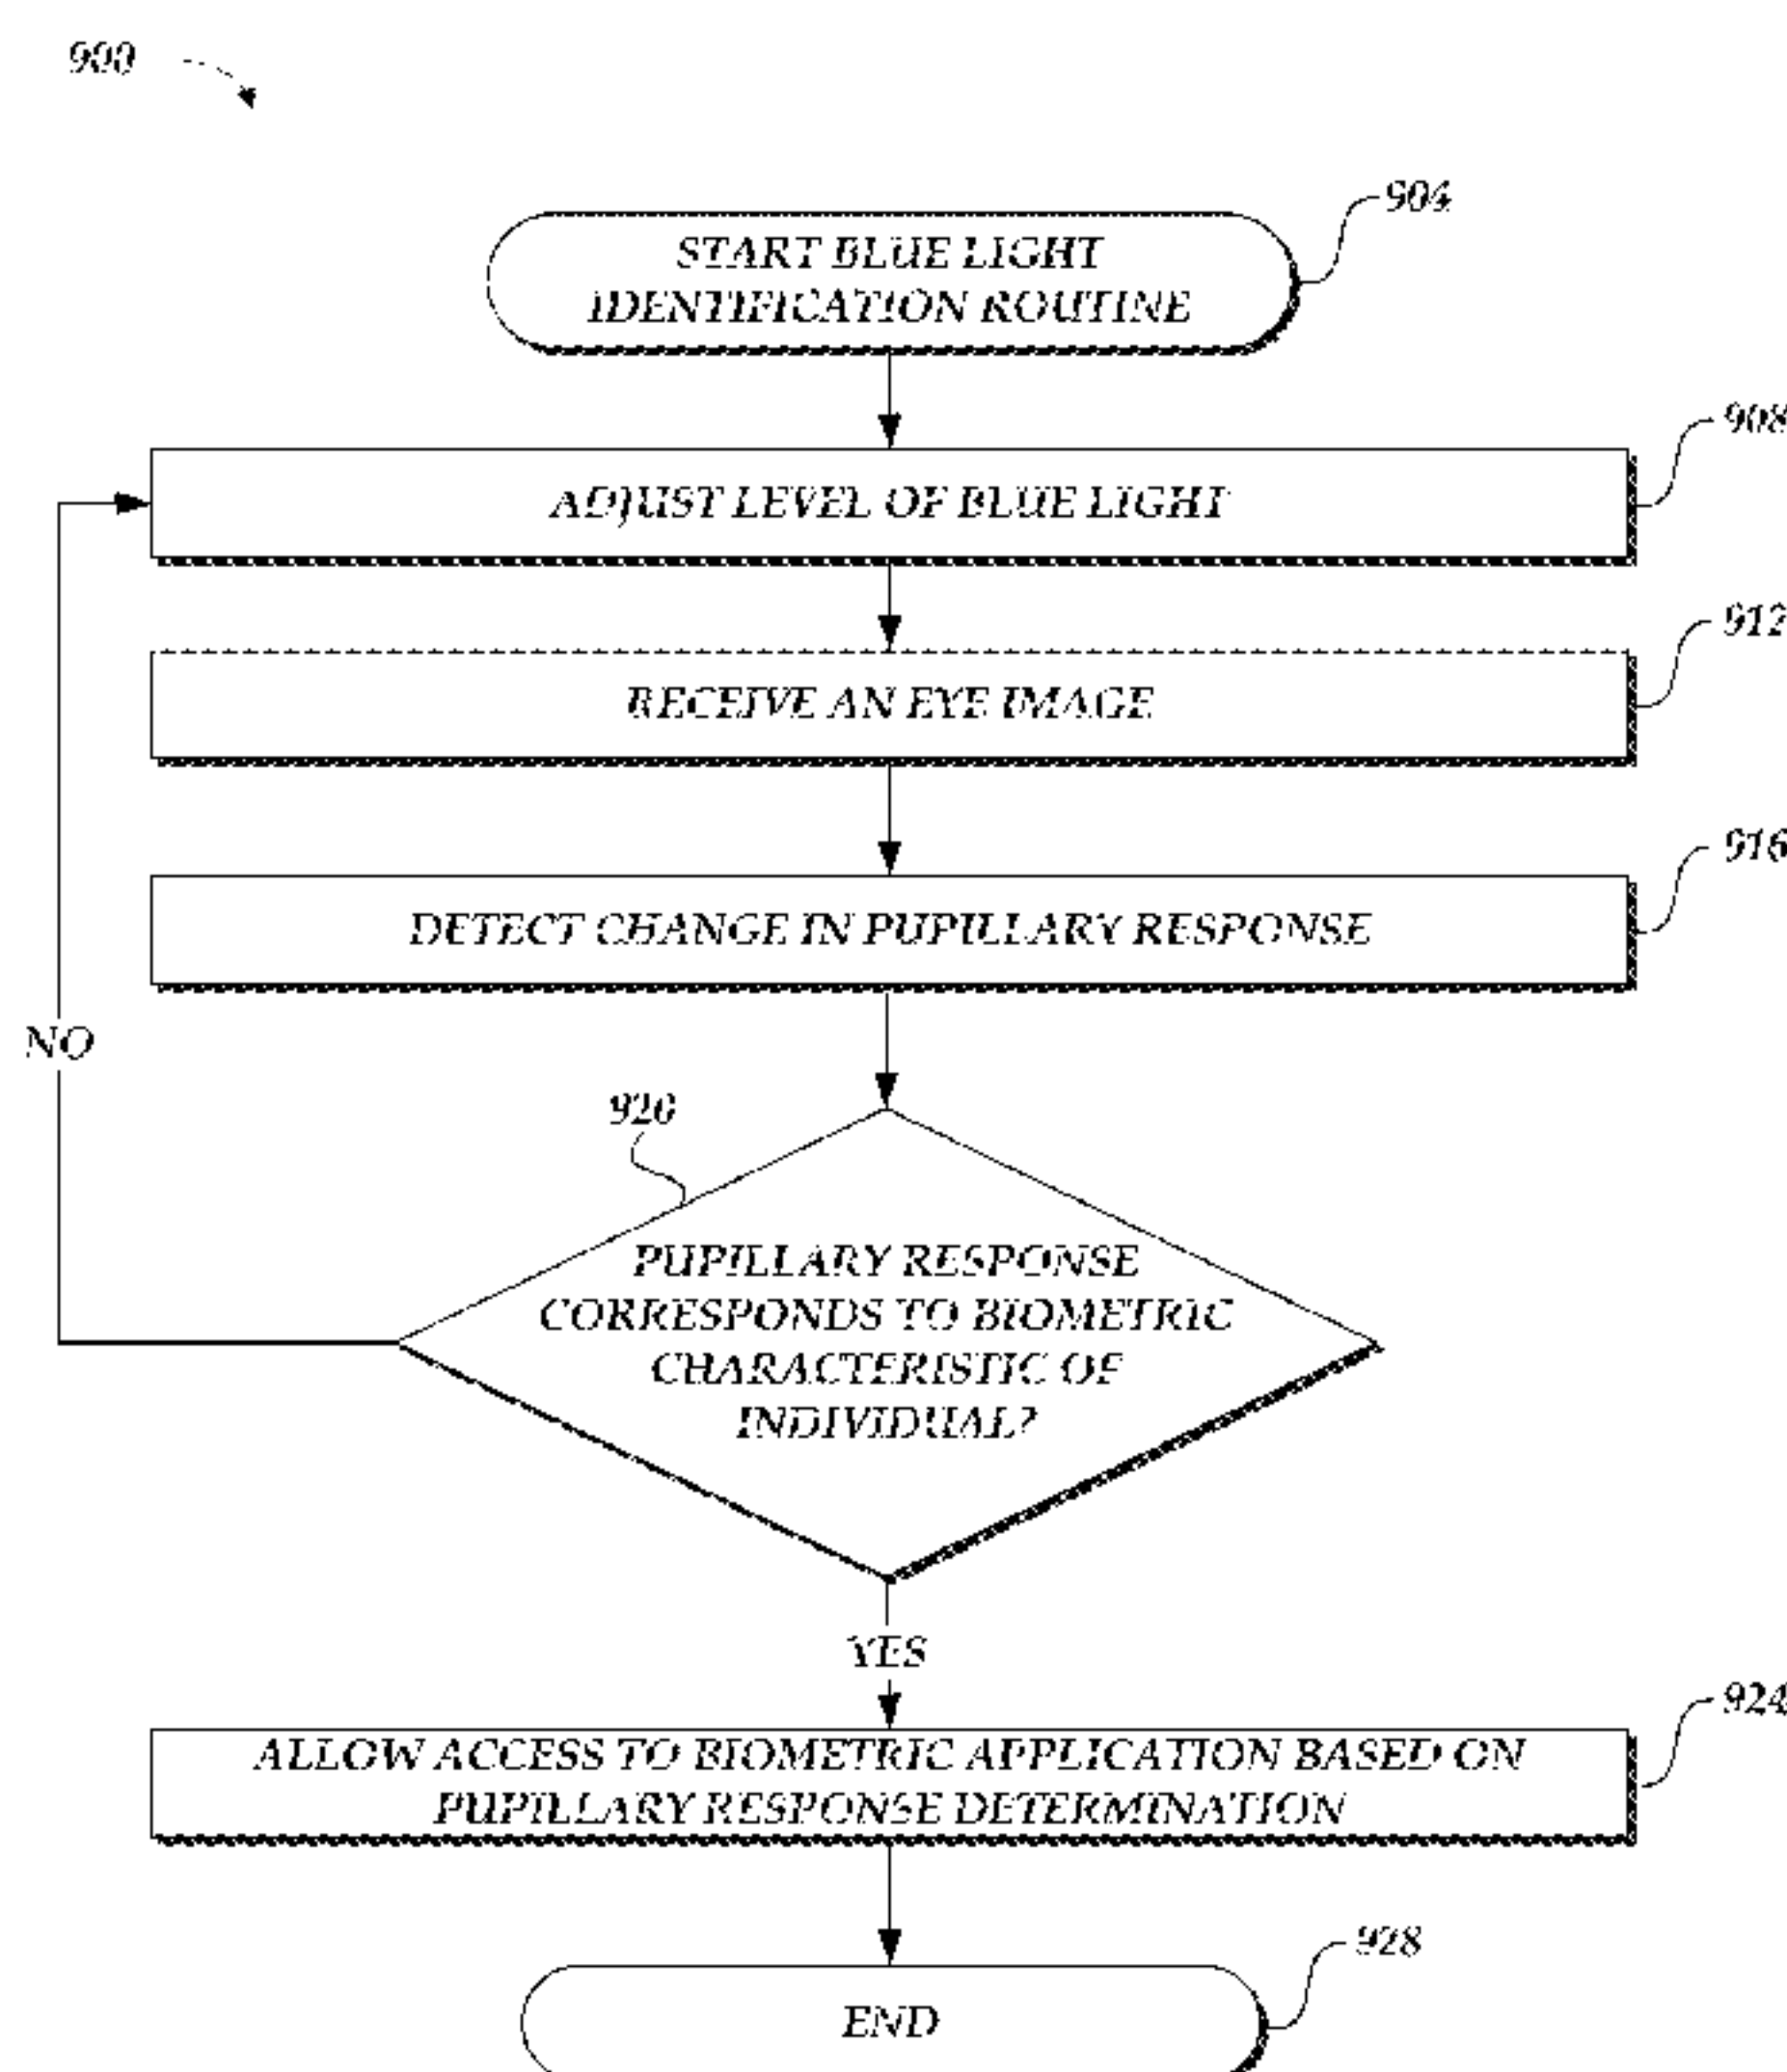 900
904
START BLUE LIGHT
IDENTIFICATION ROUTINE
908
ADJUST LEVEL OF BLUE LIGHT
912
RECEIVE AN EYE IMAGE
916
DETECT CHANGE IN PUPILLARY RESPONSE
NO
920
PUPILLARY RESPONSE
CORRESPONDS TO BIOMETRIC
CHARACTERISTIC OF
INDIVIDUAL?
YES
924
ALLOW ACCESS TO BIOMETRIC APPLICATION BASED ON
PUPILLARY RESPONSE DETERMINATION
928
END